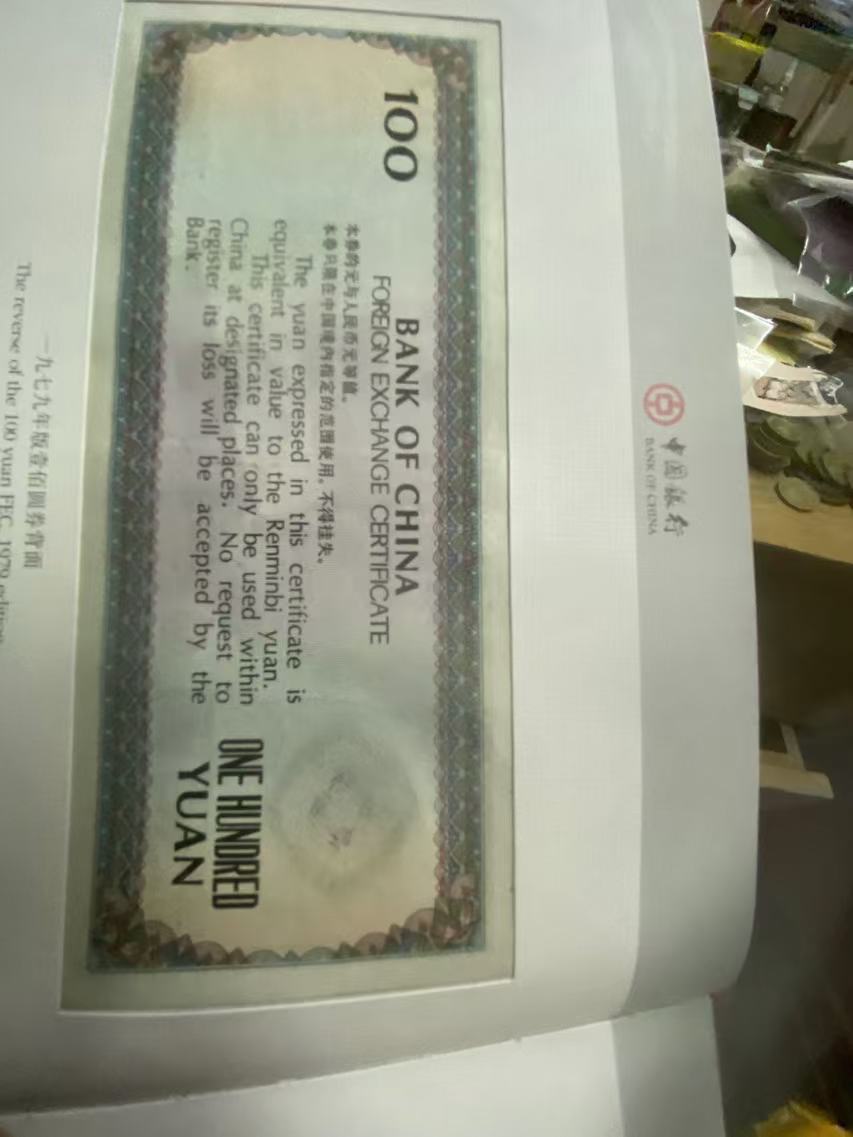 中国银行
BANK OF CHINA
100
BANK OF CHINA
FOREIGN EXCHANGE CERTIFICATE
本券的元与人民币元等值。
本券只限在中国境内指定的范围使用。不得挂失。
The yuan expressed in this certificate is
equivalent in value to the Renminbi yuan.
This certificate can only be used within
China at designated places. No request to
register its loss will be accepted by the
Bank.
ONE HUNDRED
YUAN
一九七九年版壹佰圆券背面
The reverse of the 100 yuan FEC, 1979 edition